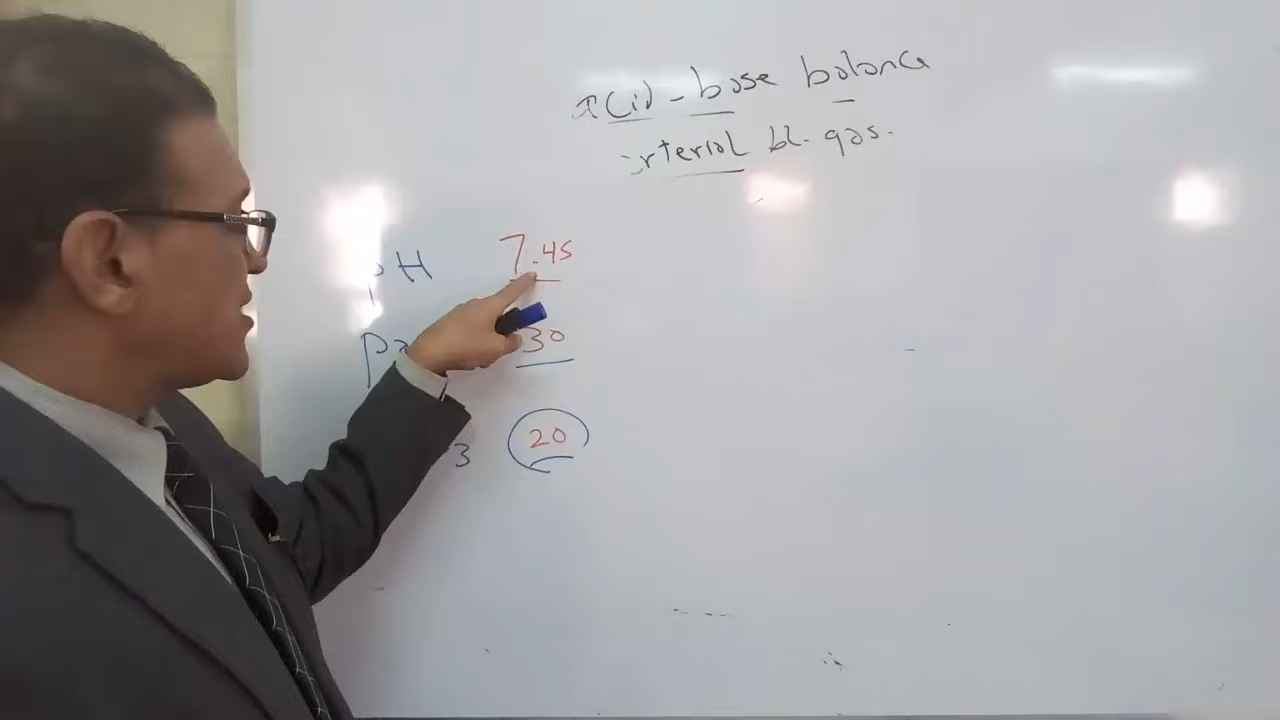 acid - base balance
arterial bl. gas.
pH 7.45
Pa 30
3 20